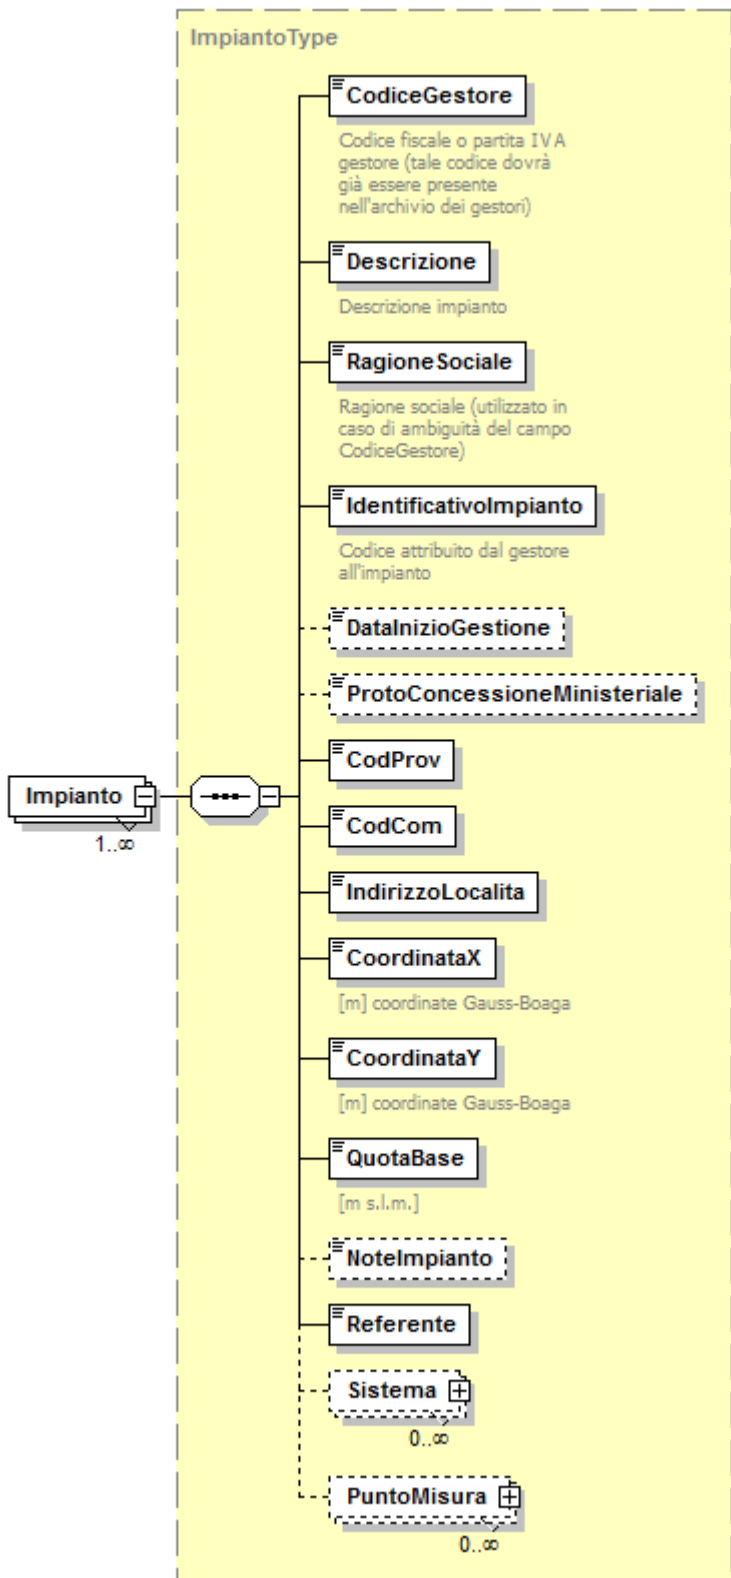 ImpiantoType
CodiceGestore
Codice fiscale o partita IVA
gestore (tale codice dovrà
già essere presente
nell'archivio dei gestori)
Descrizione
Descrizione impianto
RagioneSociale
Ragione sociale (utilizzato in
caso di ambiguità del campo
CodiceGestore)
IdentificativoImpianto
Codice attribuito dal gestore
all'impianto
DataInizioGestione
ProtoConcessioneMinisteriale
CodProv
Impianto
1..∞
CodCom
IndirizzoLocalita
CoordinataX
[m] coordinate Gauss-Boaga
CoordinataY
[m] coordinate Gauss-Boaga
QuotaBase
[m s.l.m.]
NoteImpianto
Referente
Sistema
0..∞
PuntoMisura
0..∞